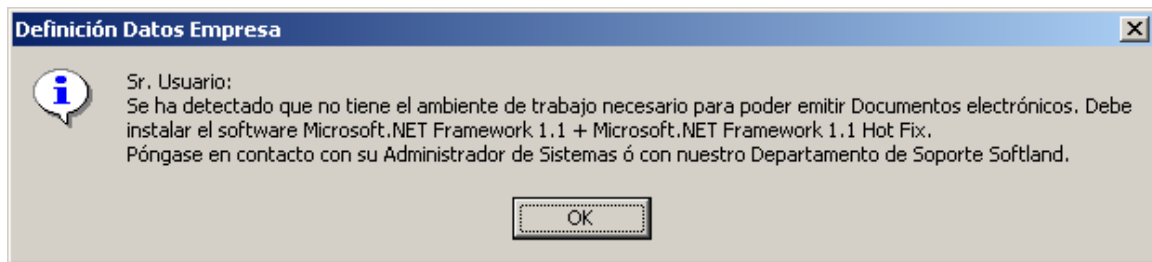 Definición Datos Empresa
Sr. Usuario:
Se ha detectado que no tiene el ambiente de trabajo necesario para poder emitir Documentos electrónicos. Debe
instalar el software Microsoft.NET Framework 1.1 + Microsoft.NET Framework 1.1 Hot Fix.
Póngase en contacto con su Administrador de Sistemas ó con nuestro Departamento de Soporte Softland.
OK